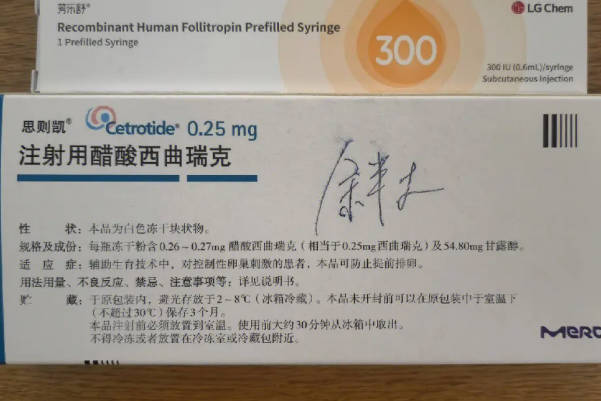 芳乐舒®
LG Chem
Recombinant Human Follitropin Prefilled Syringe
1 Prefilled Syringe
300
300 IU (0.6mL)/syringe
Subcutaneous Injection
思则凯® Cetrotide® 0.25 mg
注射用醋酸西曲瑞克
性 状：本品为白色冻干块状物。
规格及成份：每瓶冻干粉含0.26～0.27mg醋酸西曲瑞克（相当于0.25mg西曲瑞克）及54.80mg甘露醇。
适 应 症：辅助生育技术中，对控制性卵巢刺激的患者，本品可防止提前排卵。
用法用量、不良反应、禁忌、注意事项等：详见说明书。
贮 藏：于原包装内，避光存放于2～8℃（冰箱冷藏）。本品未开封前可以在原包装中于室温下
（不超过30℃）保存3个月。
本品注射前必须放置到室温。使用前大约30分钟从冰箱中取出。
不得冷冻或者放置在冷冻室或冷藏包附近。
MERC